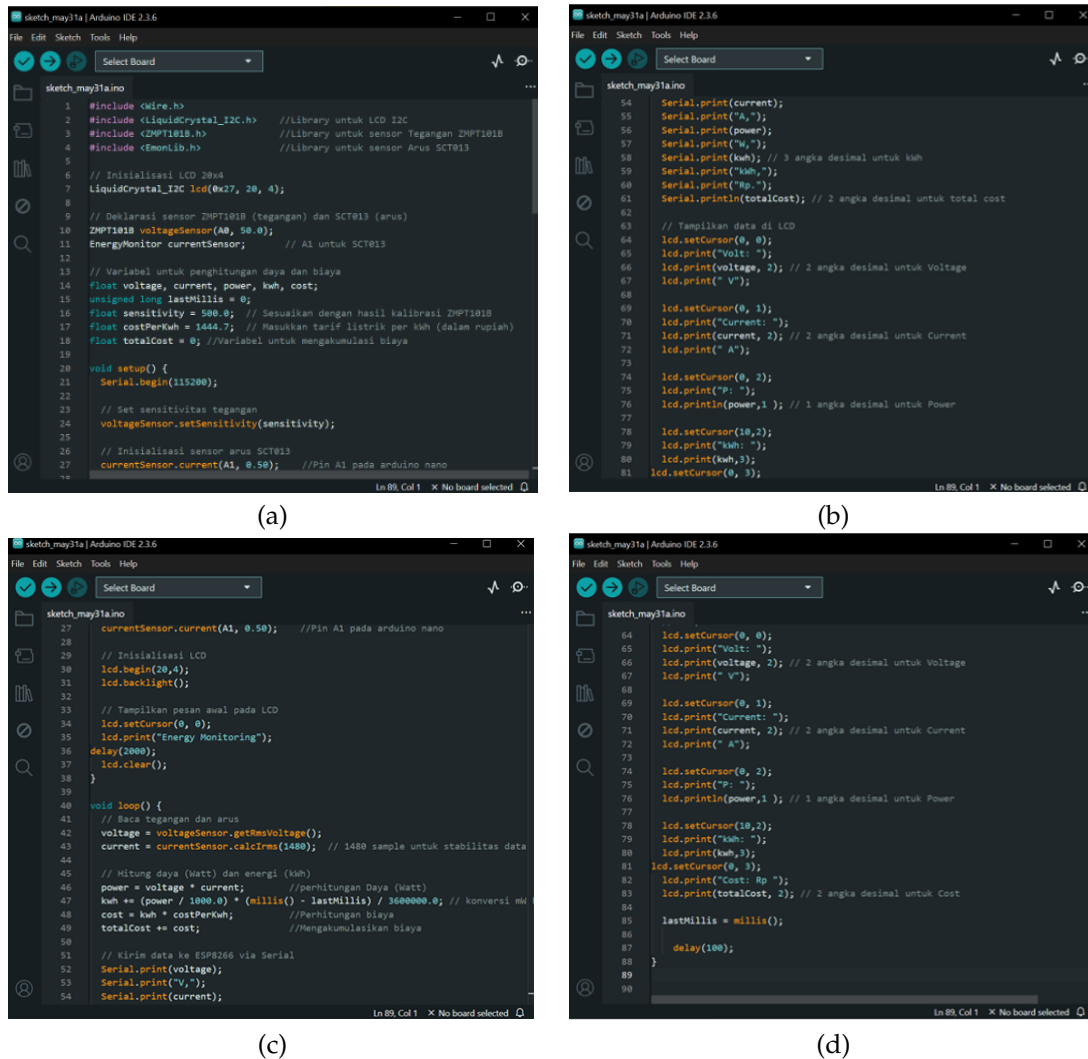 sketch_may31a | Arduino IDE 2.3.6
File Edit Sketch Tools Help
Select Board
sketch_may31a.ino
1 #include <Wire.h>
2 #include <LiquidCrystal_I2C.h> //Library untuk LCD I2C
3 #include <ZMPT101B.h> //Library untuk sensor Tegangan ZMPT101B
4 #include <EmonLib.h> //Library untuk sensor Arus SCT013
5
6 // Inisialisasi LCD 20x4
7 LiquidCrystal_I2C lcd(0x27, 20, 4);
8
9 // Deklarasi sensor ZMPT101B (tegangan) dan SCT013 (arus)
10 ZMPT101B voltageSensor(A0, 50.0);
11 EnergyMonitor currentSensor; // A1 untuk SCT013
12
13 // Variabel untuk penghitungan daya dan biaya
14 float voltage, current, power, kwh, cost;
15 unsigned long lastMillis = 0;
16 float sensitivity = 500.0; // Sesuaikan dengan hasil kalibrasi ZMPT101B
17 float costPerKwh = 1444.7; // Masukkan tarif listrik per kWh (dalam rupiah)
18 float totalCost = 0; //Variabel untuk mengakumulasi biaya
19
20 void setup() {
21 Serial.begin(115200);
22
23 // Set sensitivitas tegangan
24 voltageSensor.setSensitivity(sensitivity);
25
26 // Inisialisasi sensor arus SCT013
27 currentSensor.current(A1, 0.50); //Pin A1 pada arduino nano
28
Ln 89, Col 1 × No board selected
(a)
sketch_may31a | Arduino IDE 2.3.6
File Edit Sketch Tools Help
Select Board
sketch_may31a.ino
54 Serial.print(current);
55 Serial.print("A,");
56 Serial.print(power);
57 Serial.print("W,");
58 Serial.print(kwh); // 3 angka desimal untuk kWh
59 Serial.print("kWh,");
60 Serial.print("Rp.");
61 Serial.println(totalCost); // 2 angka desimal untuk total cost
62
63 // Tampilkan data di LCD
64 lcd.setCursor(0, 0);
65 lcd.print("Volt: ");
66 lcd.print(voltage, 2); // 2 angka desimal untuk Voltage
67 lcd.print(" V");
68
69 lcd.setCursor(0, 1);
70 lcd.print("Current: ");
71 lcd.print(current, 2); // 2 angka desimal untuk Current
72 lcd.print(" A");
73
74 lcd.setCursor(0, 2);
75 lcd.print("P: ");
76 lcd.println(power,1 ); // 1 angka desimal untuk Power
77
78 lcd.setCursor(10,2);
79 lcd.print("kWh: ");
80 lcd.print(kwh,3);
81 lcd.setCursor(0, 3);
Ln 89, Col 1 × No board selected
(b)
sketch_may31a | Arduino IDE 2.3.6
File Edit Sketch Tools Help
Select Board
sketch_may31a.ino
27 currentSensor.current(A1, 0.50); //Pin A1 pada arduino nano
28
29 // Inisialisasi LCD
30 lcd.begin(20,4);
31 lcd.backlight();
32
33 // Tampilkan pesan awal pada LCD
34 lcd.setCursor(0, 0);
35 lcd.print("Energy Monitoring");
36 delay(2000);
37 lcd.clear();
38 }
39
40 void loop() {
41 // Baca tegangan dan arus
42 voltage = voltageSensor.getRmsVoltage();
43 current = currentSensor.calcIrms(1480); // 1480 sample untuk stabilitas data
44
45 // Hitung daya (Watt) dan energi (kWh)
46 power = voltage * current; //perhitungan Daya (Watt)
47 kwh += (power / 1000.0) * (millis() - lastMillis) / 3600000.0; // konversi mW
48 cost = kwh * costPerKwh; //Perhitungan biaya
49 totalCost += cost; //Mengakumulasikan biaya
50
51 // Kirim data ke ESP8266 via Serial
52 Serial.print(voltage);
53 Serial.print("V,");
54 Serial.print(current);
Ln 89, Col 1 × No board selected
(c)
sketch_may31a | Arduino IDE 2.3.6
File Edit Sketch Tools Help
Select Board
sketch_may31a.ino
64 lcd.setCursor(0, 0);
65 lcd.print("Volt: ");
66 lcd.print(voltage, 2); // 2 angka desimal untuk Voltage
67 lcd.print(" V");
68
69 lcd.setCursor(0, 1);
70 lcd.print("Current: ");
71 lcd.print(current, 2); // 2 angka desimal untuk Current
72 lcd.print(" A");
73
74 lcd.setCursor(0, 2);
75 lcd.print("P: ");
76 lcd.println(power,1 ); // 1 angka desimal untuk Power
77
78 lcd.setCursor(10,2);
79 lcd.print("kWh: ");
80 lcd.print(kwh,3);
81 lcd.setCursor(0, 3);
82 lcd.print("Cost: Rp ");
83 lcd.print(totalCost, 2); // 2 angka desimal untuk Cost
84
85 lastMillis = millis();
86
87 delay(100);
88 }
89
90
Ln 89, Col 1 × No board selected
(d)